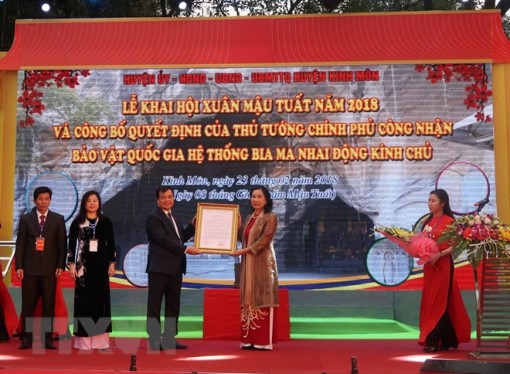 HUYỆN ỦY - HĐND - UBND - UBMTTQ HUYỆN KINH MÔN
LỄ KHAI HỘI XUÂN MẬU TUẤT NĂM 2018
VÀ CÔNG BỐ QUYẾT ĐỊNH CỦA THỦ TƯỚNG CHÍNH PHỦ CÔNG NHẬN
BẢO VẬT QUỐC GIA HỆ THỐNG BIA MA NHAI ĐỘNG KÍNH CHỦ
Kinh Môn, ngày 23 tháng 02 năm 2018
(Ngày 08 tháng Giêng năm Mậu Tuất)
TTXVN